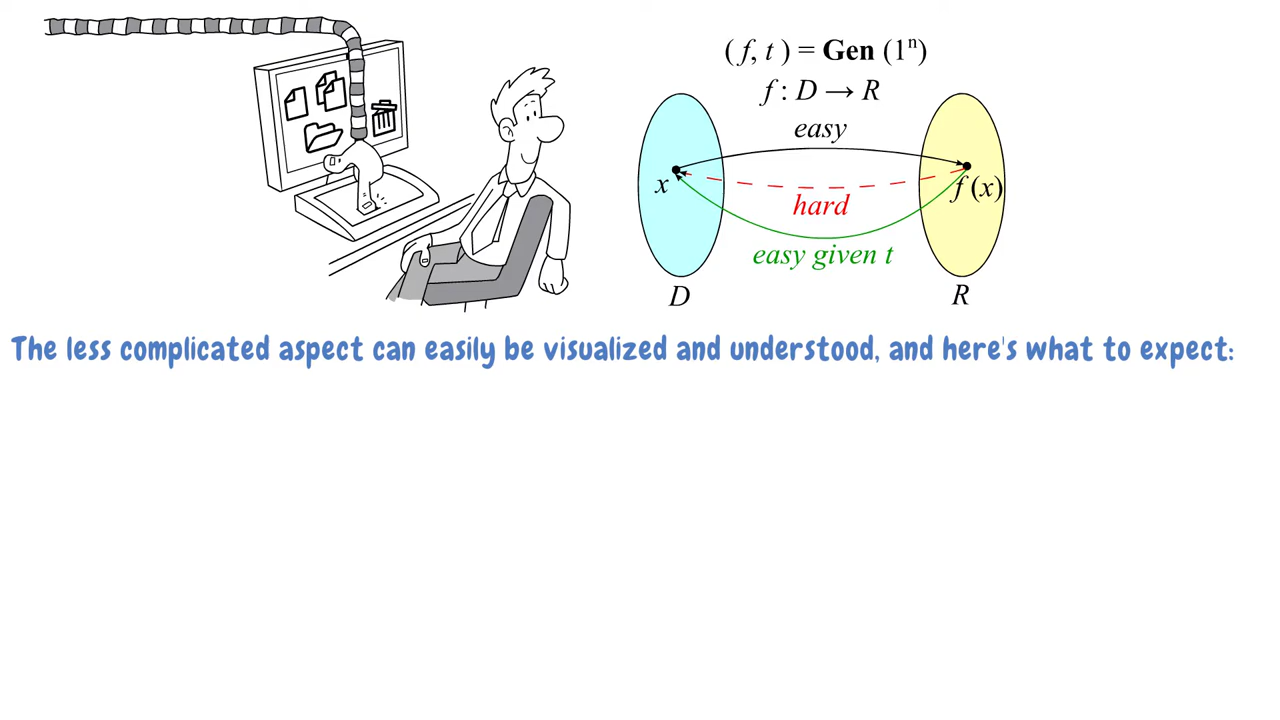 ( f, t ) = Gen (1ⁿ)
f : D → R
easy
x
f (x)
hard
easy given t
D
R
The less complicated aspect can easily be visualized and understood, and here's what to expect: